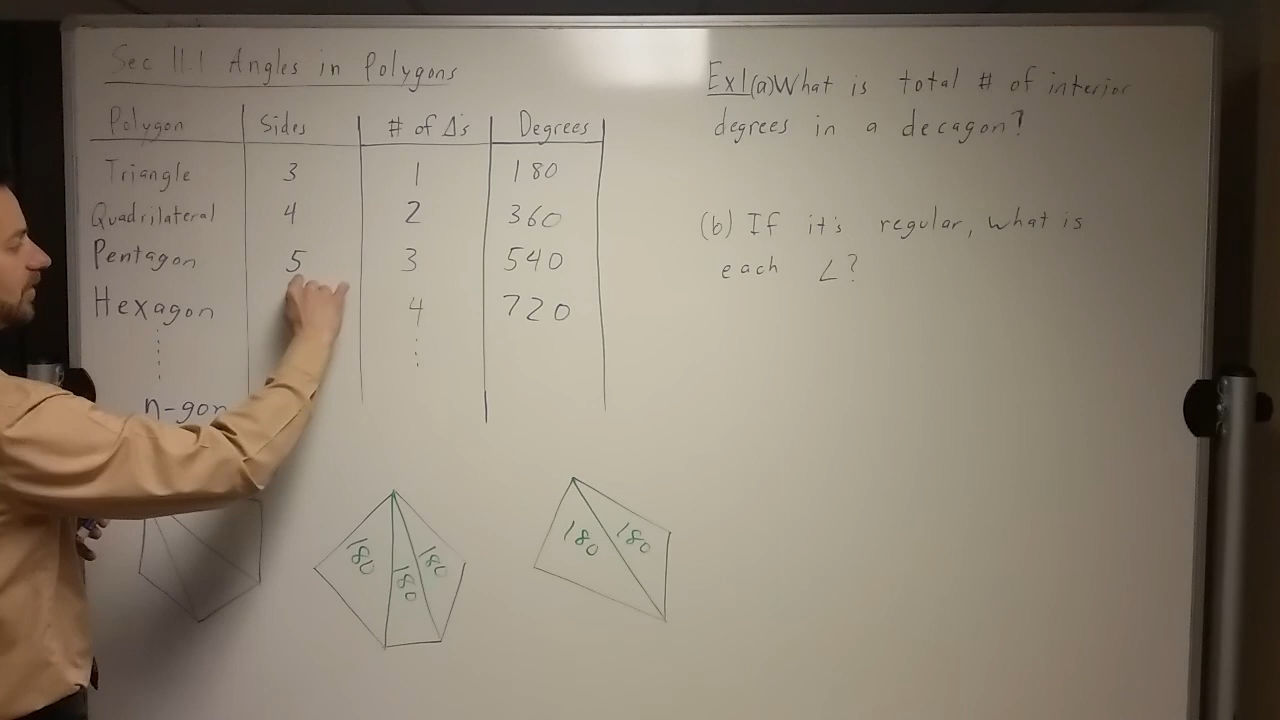 Sec 11.1 Angles in Polygons
Polygon Sides # of Δ's Degrees
Triangle 3 1 180
Quadrilateral 4 2 360
Pentagon 5 3 540
Hexagon 4 720
n-gon
180 180 180
180 180
Ex1(a)What is total # of interior
degrees in a decagon?
(b) If it's regular, what is
each ∠?